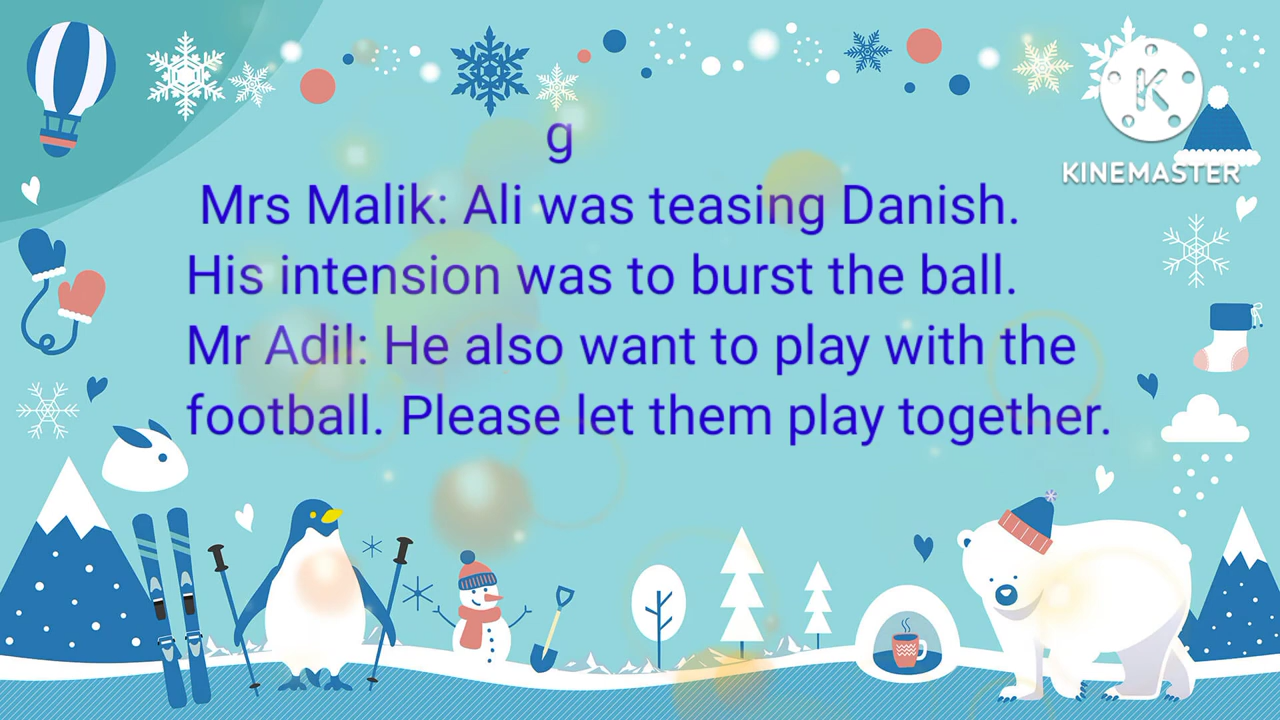 g
Mrs Malik: Ali was teasing Danish.
His intension was to burst the ball.
Mr Adil: He also want to play with the
football. Please let them play together.
K
KINEMASTER